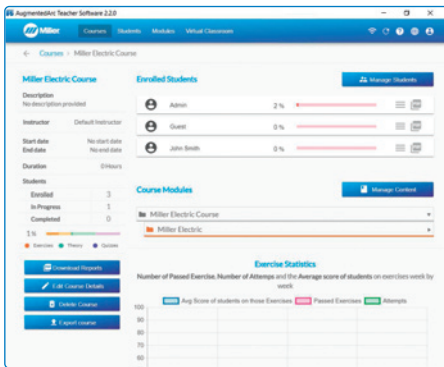 AugmentedArc Teacher Software 2.2.0
Miller Courses Students Modules Virtual Classroom
Courses > Miller Electric Course
Miller Electric Course
Description
No description provided
Instructor Default Instructor
Start date No start date
End date No end date
Duration 0 Hours
Students
Enrolled 3
In Progress 1
Completed 0
1 %
Exercises Theory Quizzes
Download Reports
Edit Course Details
Delete Course
Export course
Enrolled Students
Manage Students
Admin 2 %
Guest 0 %
John Smith 0 %
Course Modules
Manage Content
Miller Electric Course
Miller Electric
Exercise Statistics
Number of Passed Exercise, Number of Attemps and the Average score of students on exercises week by
week
Avg Score of students on those Exercises Passed Exercises Attempts
100
90
80
70
60